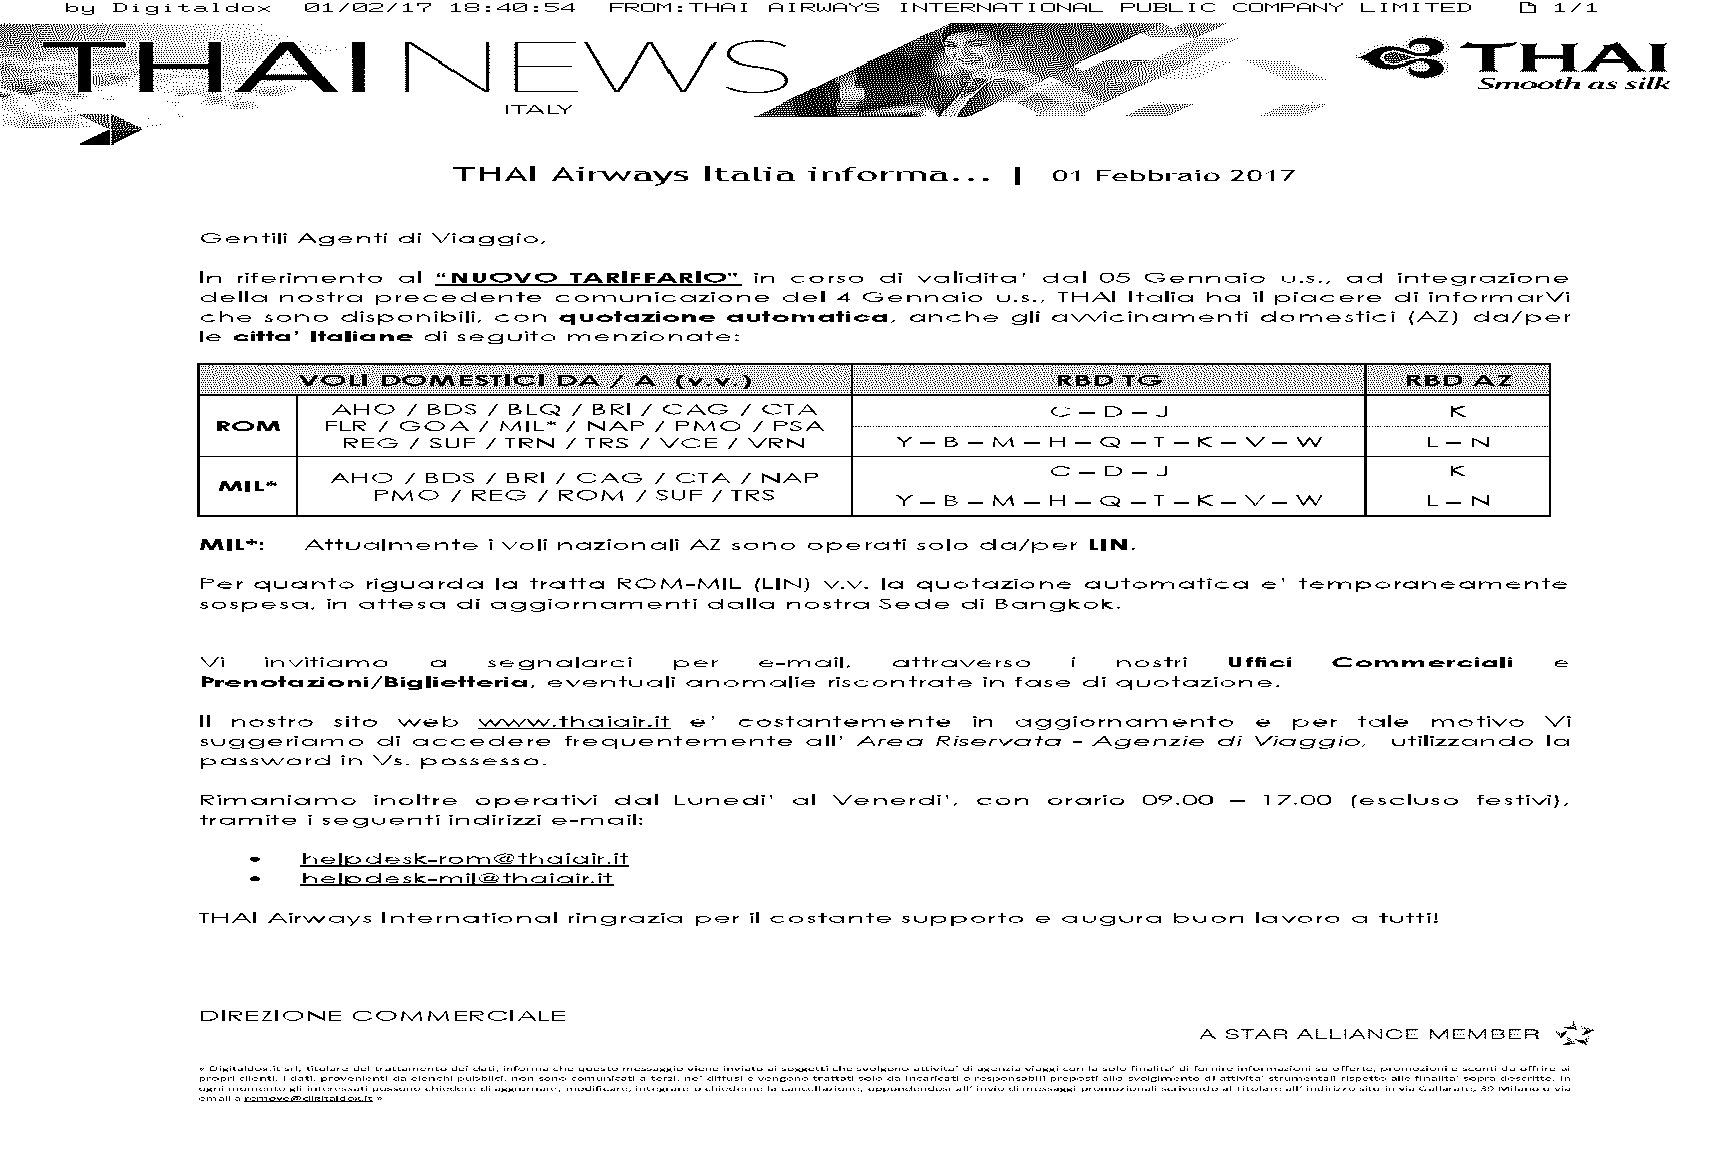 by Digitaldox 01/02/17 18:40:54 FROM:THAI AIRWAYS INTERNATIONAL PUBLIC COMPANY LIMITED 1/1
THAI NEWS
ITALY
THAI
Smooth as silk
THAI Airways Italia informa... | 01 Febbraio 2017
Gentili Agenti di Viaggio,
In riferimento al “NUOVO TARIFFARIO” in corso di validita’ dal 05 Gennaio u.s., ad integrazione
della nostra precedente comunicazione del 4 Gennaio u.s., THAI Italia ha il piacere di informarVi
che sono disponibili, con quotazione automatica, anche gli avvicinamenti domestici (AZ) da/per
le citta’ Italiane di seguito menzionate:
VOLI DOMESTICI DA / A (v.v.) RBD TG RBD AZ
ROM
AHO / BDS / BLQ / BRI / CAG / CTA
FLR / GOA / MIL* / NAP / PMO / PSA
REG / SUF / TRN / TRS / VCE / VRN
C – D – J K
Y – B – M – H – Q – T – K – V – W L – N
MIL*
AHO / BDS / BRI / CAG / CTA / NAP
PMO / REG / ROM / SUF / TRS
C – D – J K
Y – B – M – H – Q – T – K – V – W L – N
MIL*: Attualmente i voli nazionali AZ sono operati solo da/per LIN.
Per quanto riguarda la tratta ROM-MIL (LIN) v.v. la quotazione automatica e’ temporaneamente
sospesa, in attesa di aggiornamenti dalla nostra Sede di Bangkok.
Vi invitiamo a segnalarci per e-mail, attraverso i nostri Uffici Commerciali e
Prenotazioni/Biglietteria, eventuali anomalie riscontrate in fase di quotazione.
Il nostro sito web www.thaiair.it e’ costantemente in aggiornamento e per tale motivo Vi
suggeriamo di accedere frequentemente all’ Area Riservata – Agenzie di Viaggio, utilizzando la
password in Vs. possesso.
Rimaniamo inoltre operativi dal Lunedi’ al Venerdi’, con orario 09.00 – 17.00 (escluso festivi),
tramite i seguenti indirizzi e-mail:
• helpdesk-rom@thaiair.it
• helpdesk-mil@thaiair.it
THAI Airways International ringrazia per il costante supporto e augura buon lavoro a tutti!
DIREZIONE COMMERCIALE
A STAR ALLIANCE MEMBER
« Digitaldox.it srl, titolare del trattamento dei dati, informa che questo messaggio viene inviato ai soggetti che svolgono attivita’ di agenzia viaggi con la sola finalita’ di fornire informazioni su offerte, promozioni e sconti da offrire ai
propri clienti. I dati, provenienti da elenchi pubblici, non sono comunicati a terzi, ne’ diffusi e vengono trattati solo da incaricati o responsabili preposti allo svolgimento di attivita’ strumentali rispetto alle finalita’ sopra descritte. In
ogni momento gli interessati possono chiedere di aggiornare, modificare, integrare o chiederne la cancellazione, opponendosi all’ invio di messaggi promozionali scrivendo al Titolare all’ indirizzo sito in via Gallarate, 30 Milano o via
email a remove@digitaldox.it »